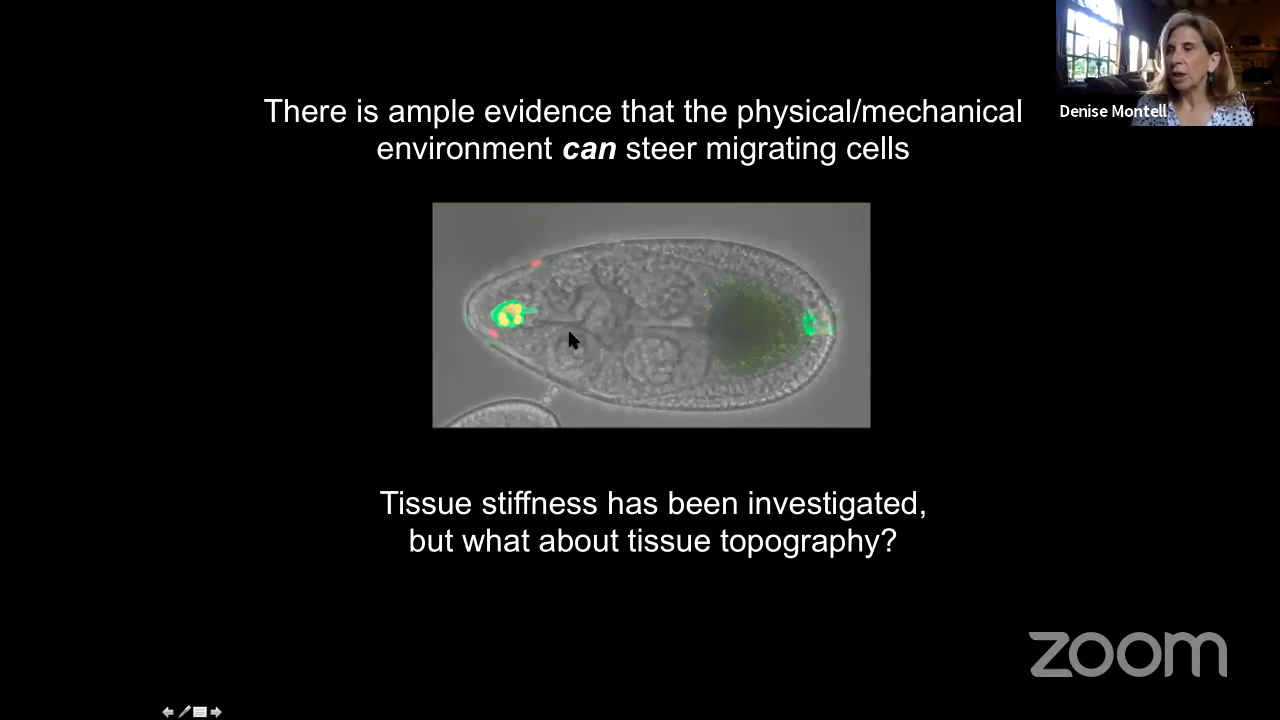 There is ample evidence that the physical/mechanical
environment can steer migrating cells
Denise Montell
Tissue stiffness has been investigated,
but what about tissue topography?
zoom